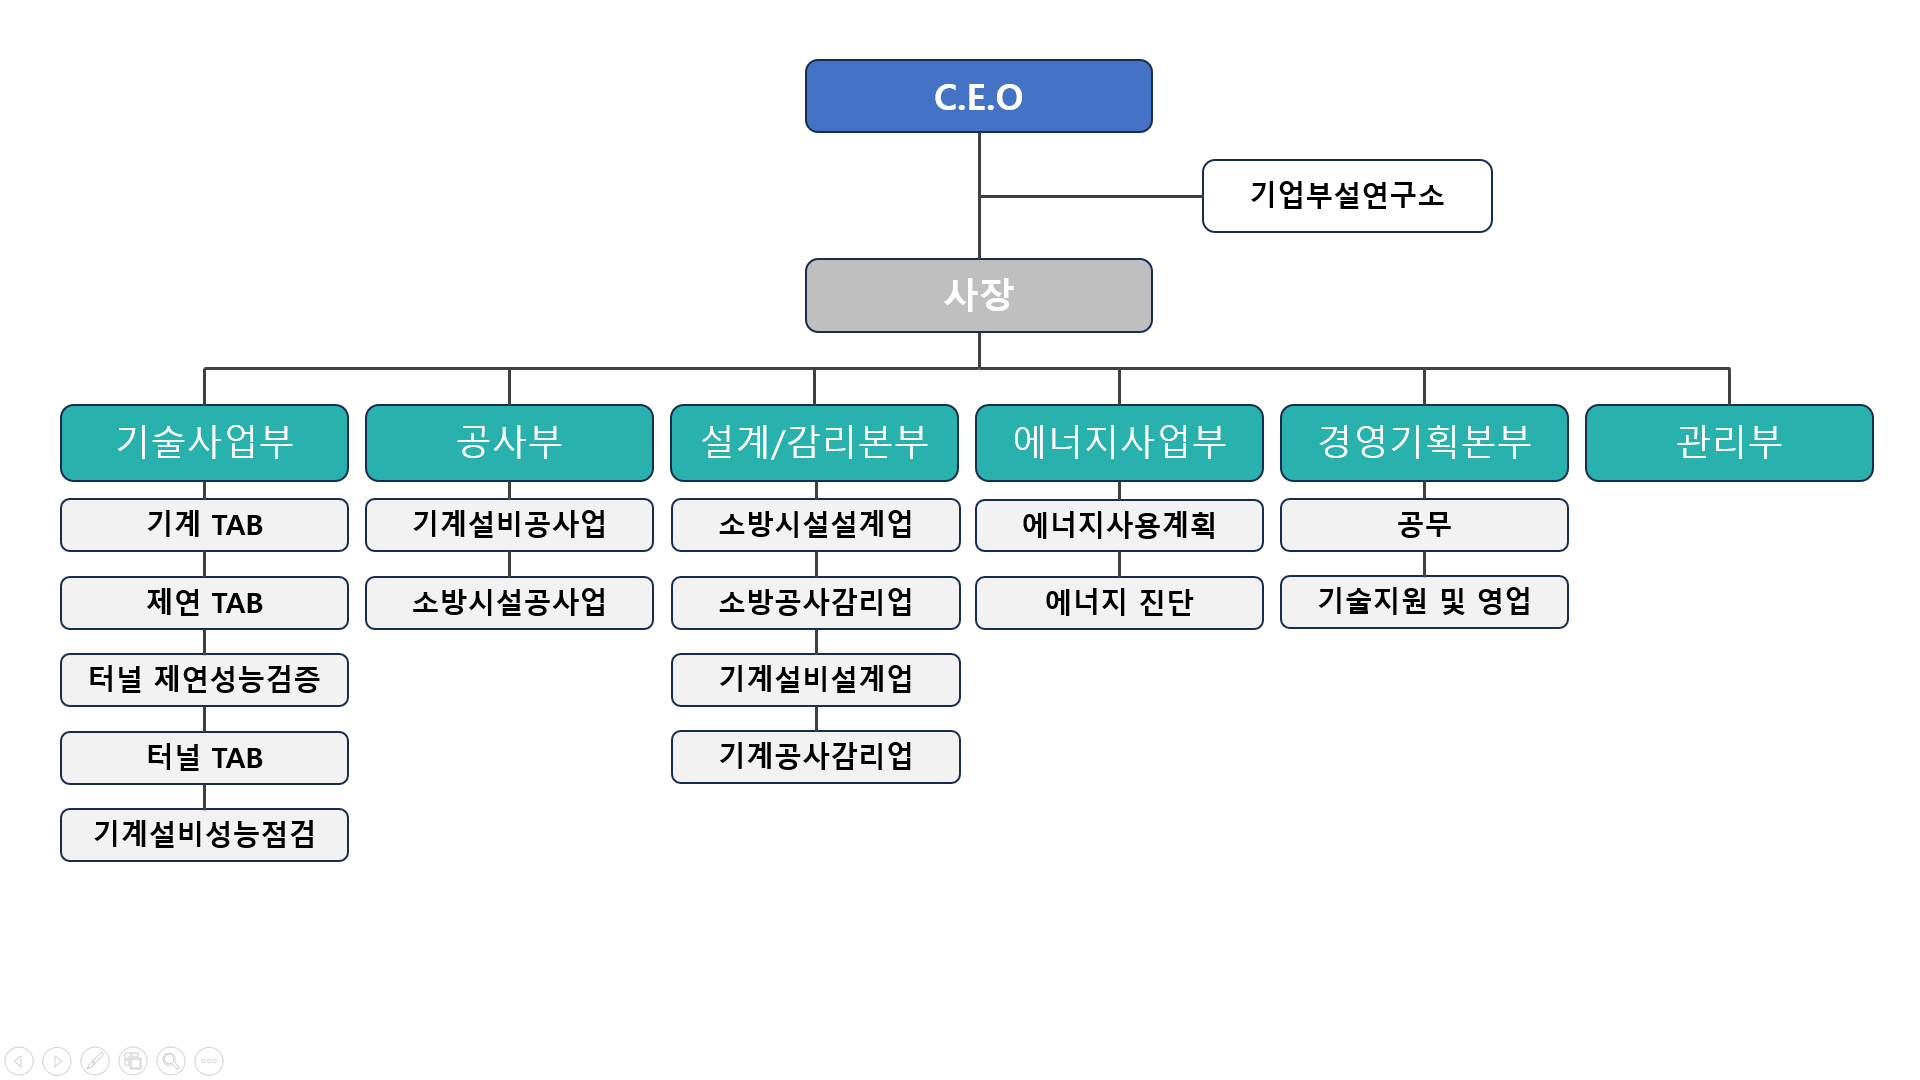 C.E.O
기업부설연구소
사장
기술사업부
공사부
설계/감리본부
에너지사업부
경영기획본부
관리부
기계 TAB
기계설비공사업
소방시설설계업
에너지사용계획
공무
제연 TAB
소방시설공사업
소방공사감리업
에너지 진단
기술지원 및 영업
터널 제연성능검증
기계설비설계업
터널 TAB
기계공사감리업
기계설비성능점검